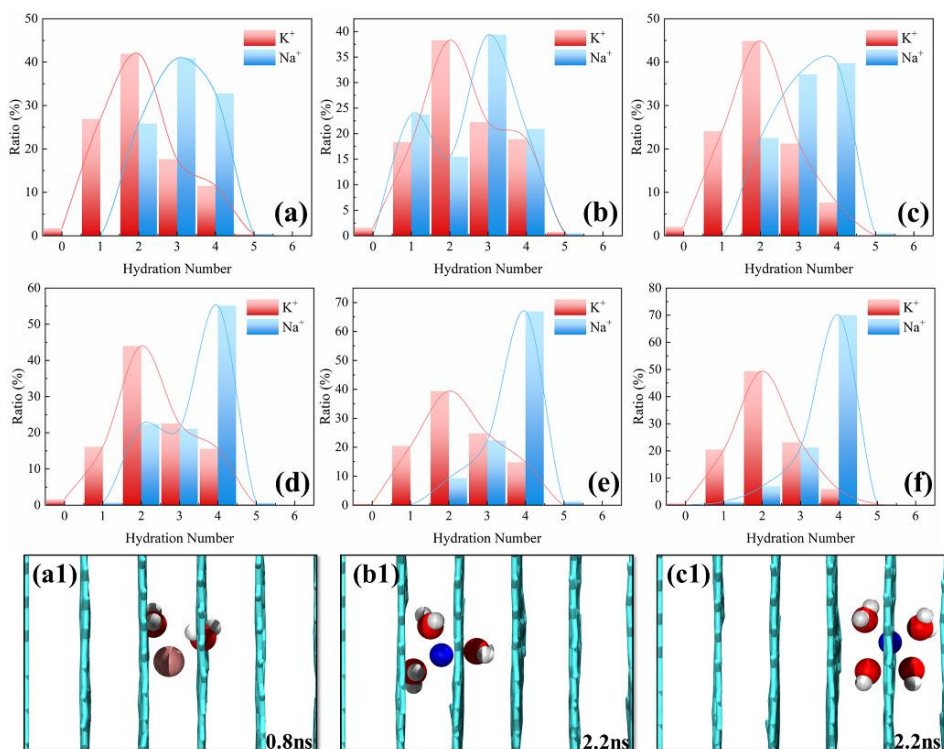 50
40
30
20
10
0
Ratio (%)
K+
Na+
(a)
0 1 2 3 4 5 6
Hydration Number
40
35
30
25
20
15
10
5
0
Ratio (%)
K+
Na+
(b)
0 1 2 3 4 5 6
Hydration Number
50
40
30
20
10
0
Ratio (%)
K+
Na+
(c)
0 1 2 3 4 5 6
Hydration Number
60
50
40
30
20
10
0
Ratio (%)
K+
Na+
(d)
0 1 2 3 4 5 6
Hydration Number
70
60
50
40
30
20
10
0
Ratio (%)
K+
Na+
(e)
0 1 2 3 4 5 6
Hydration Number
80
70
60
50
40
30
20
10
0
Ratio (%)
K+
Na+
(f)
0 1 2 3 4 5 6
Hydration Number
(a1)
0.8ns
(b1)
2.2ns
(c1)
2.2ns